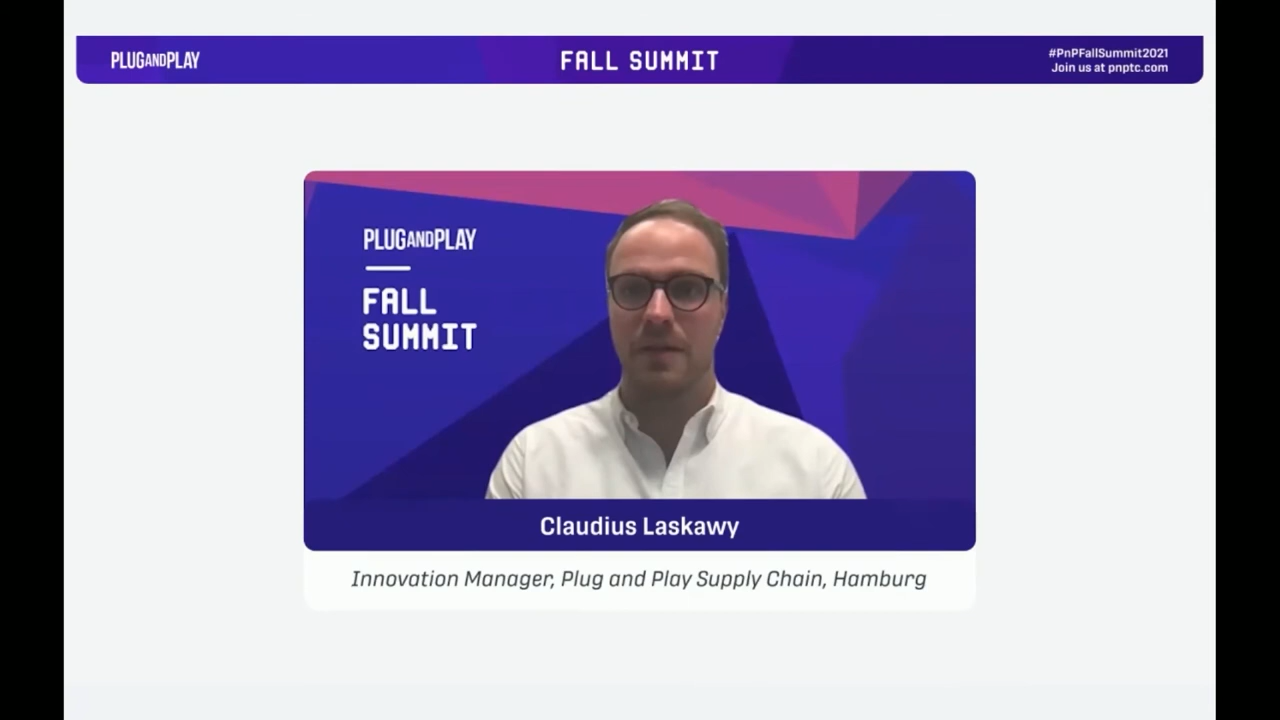 PLUGANDPLAY
FALL SUMMIT
#PnPFallSummit2021
Join us at pnptc.com
PLUGANDPLAY
FALL
SUMMIT
Claudius Laskawy
Innovation Manager, Plug and Play Supply Chain, Hamburg